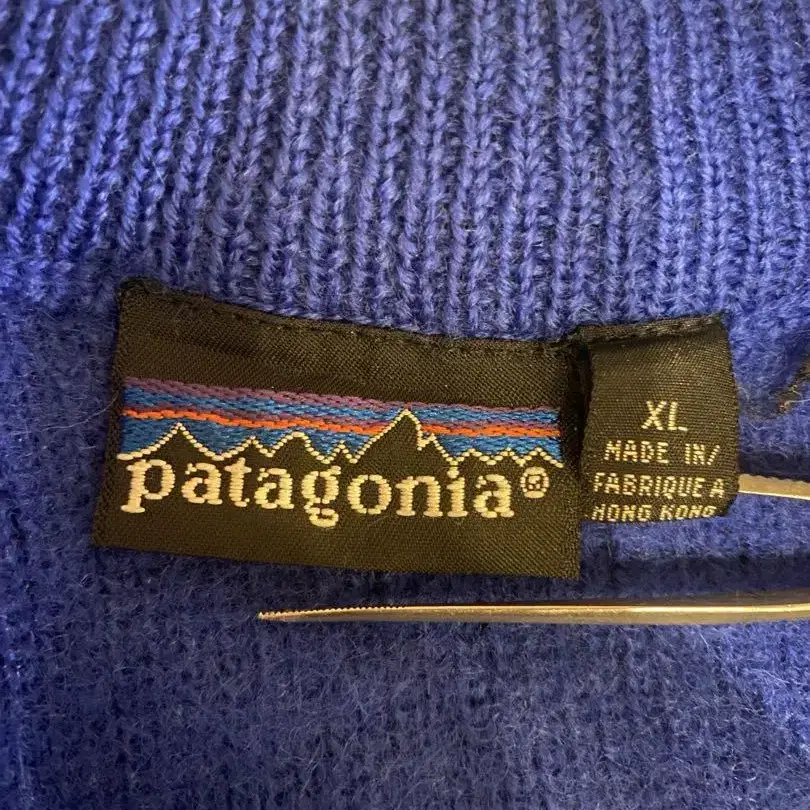 patagonia®
XL
MADE IN/
FABRIQUE A
HONG KONG